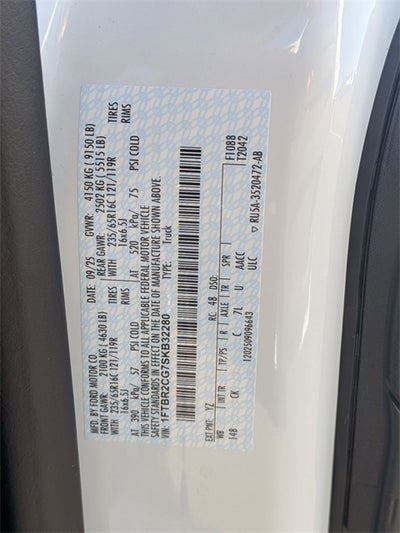 MFD. BY FORD MOTOR CO.
DATE: 09/25 GVWR: 4150 KG ( 9150 LB)
FRONT GAWR: 2100 KG ( 4630 LB) REAR GAWR: 2502 KG ( 5515 LB)
WITH 235/65R16C 121/119R TIRES WITH 235/65R16C 121/119R TIRES
16x6.5J RIMS 16x6.5J RIMS
AT 390 kPa/ 57 PSI COLD AT 520 kPa/ 75 PSI COLD
THIS VEHICLE CONFORMS TO ALL APPLICABLE FEDERAL MOTOR VEHICLE
SAFETY STANDARDS IN EFFECT ON THE DATE OF MANUFACTURE SHOWN ABOVE.
VIN: 1FTBR2CG7SKB32280
TYPE: Truck
F1088
T2042
EXT PNT: YZ RC: 48 DSO:
WB INT TR TP/PS R AXLE TR SPR
148 CK C 7L U AACC
ULC
1202509096643 ▽ RU5A-3520472-AB